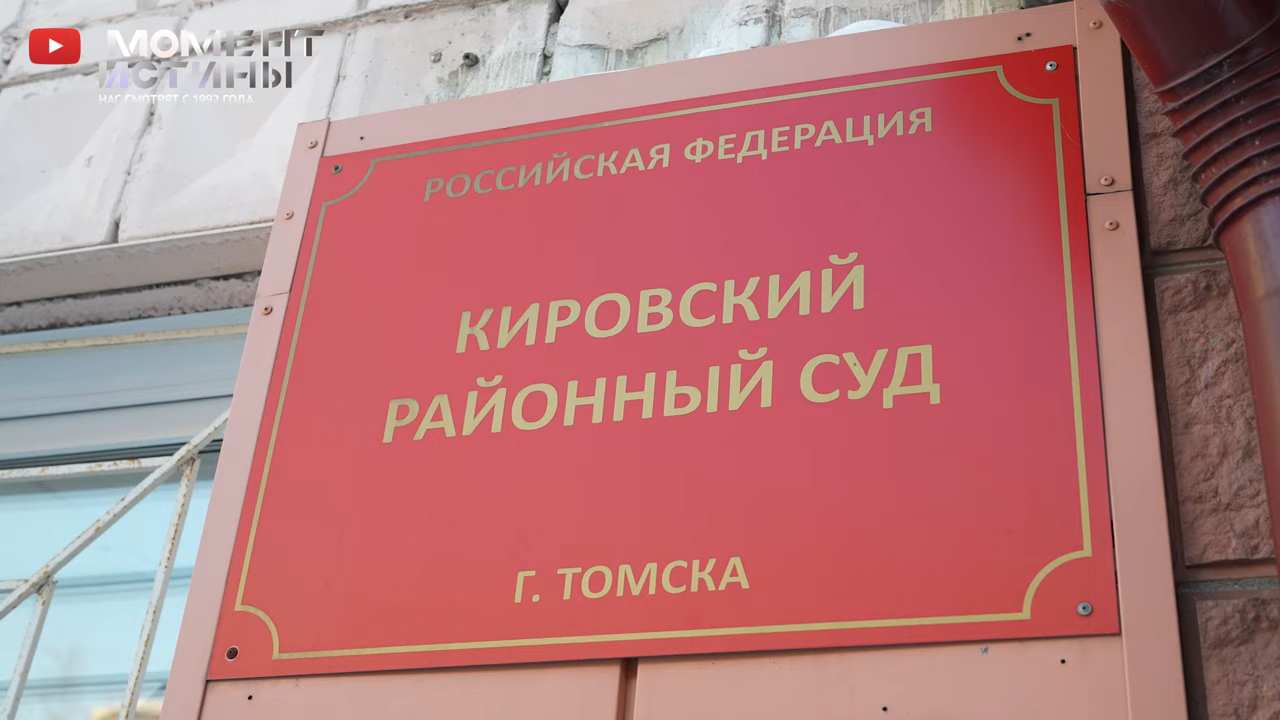 МОМЕНТ
ИСТИНЫ
НАС СМОТРЯТ С 1992 ГОДА
РОССИЙСКАЯ ФЕДЕРАЦИЯ
КИРОВСКИЙ
РАЙОННЫЙ СУД
Г. ТОМСКА